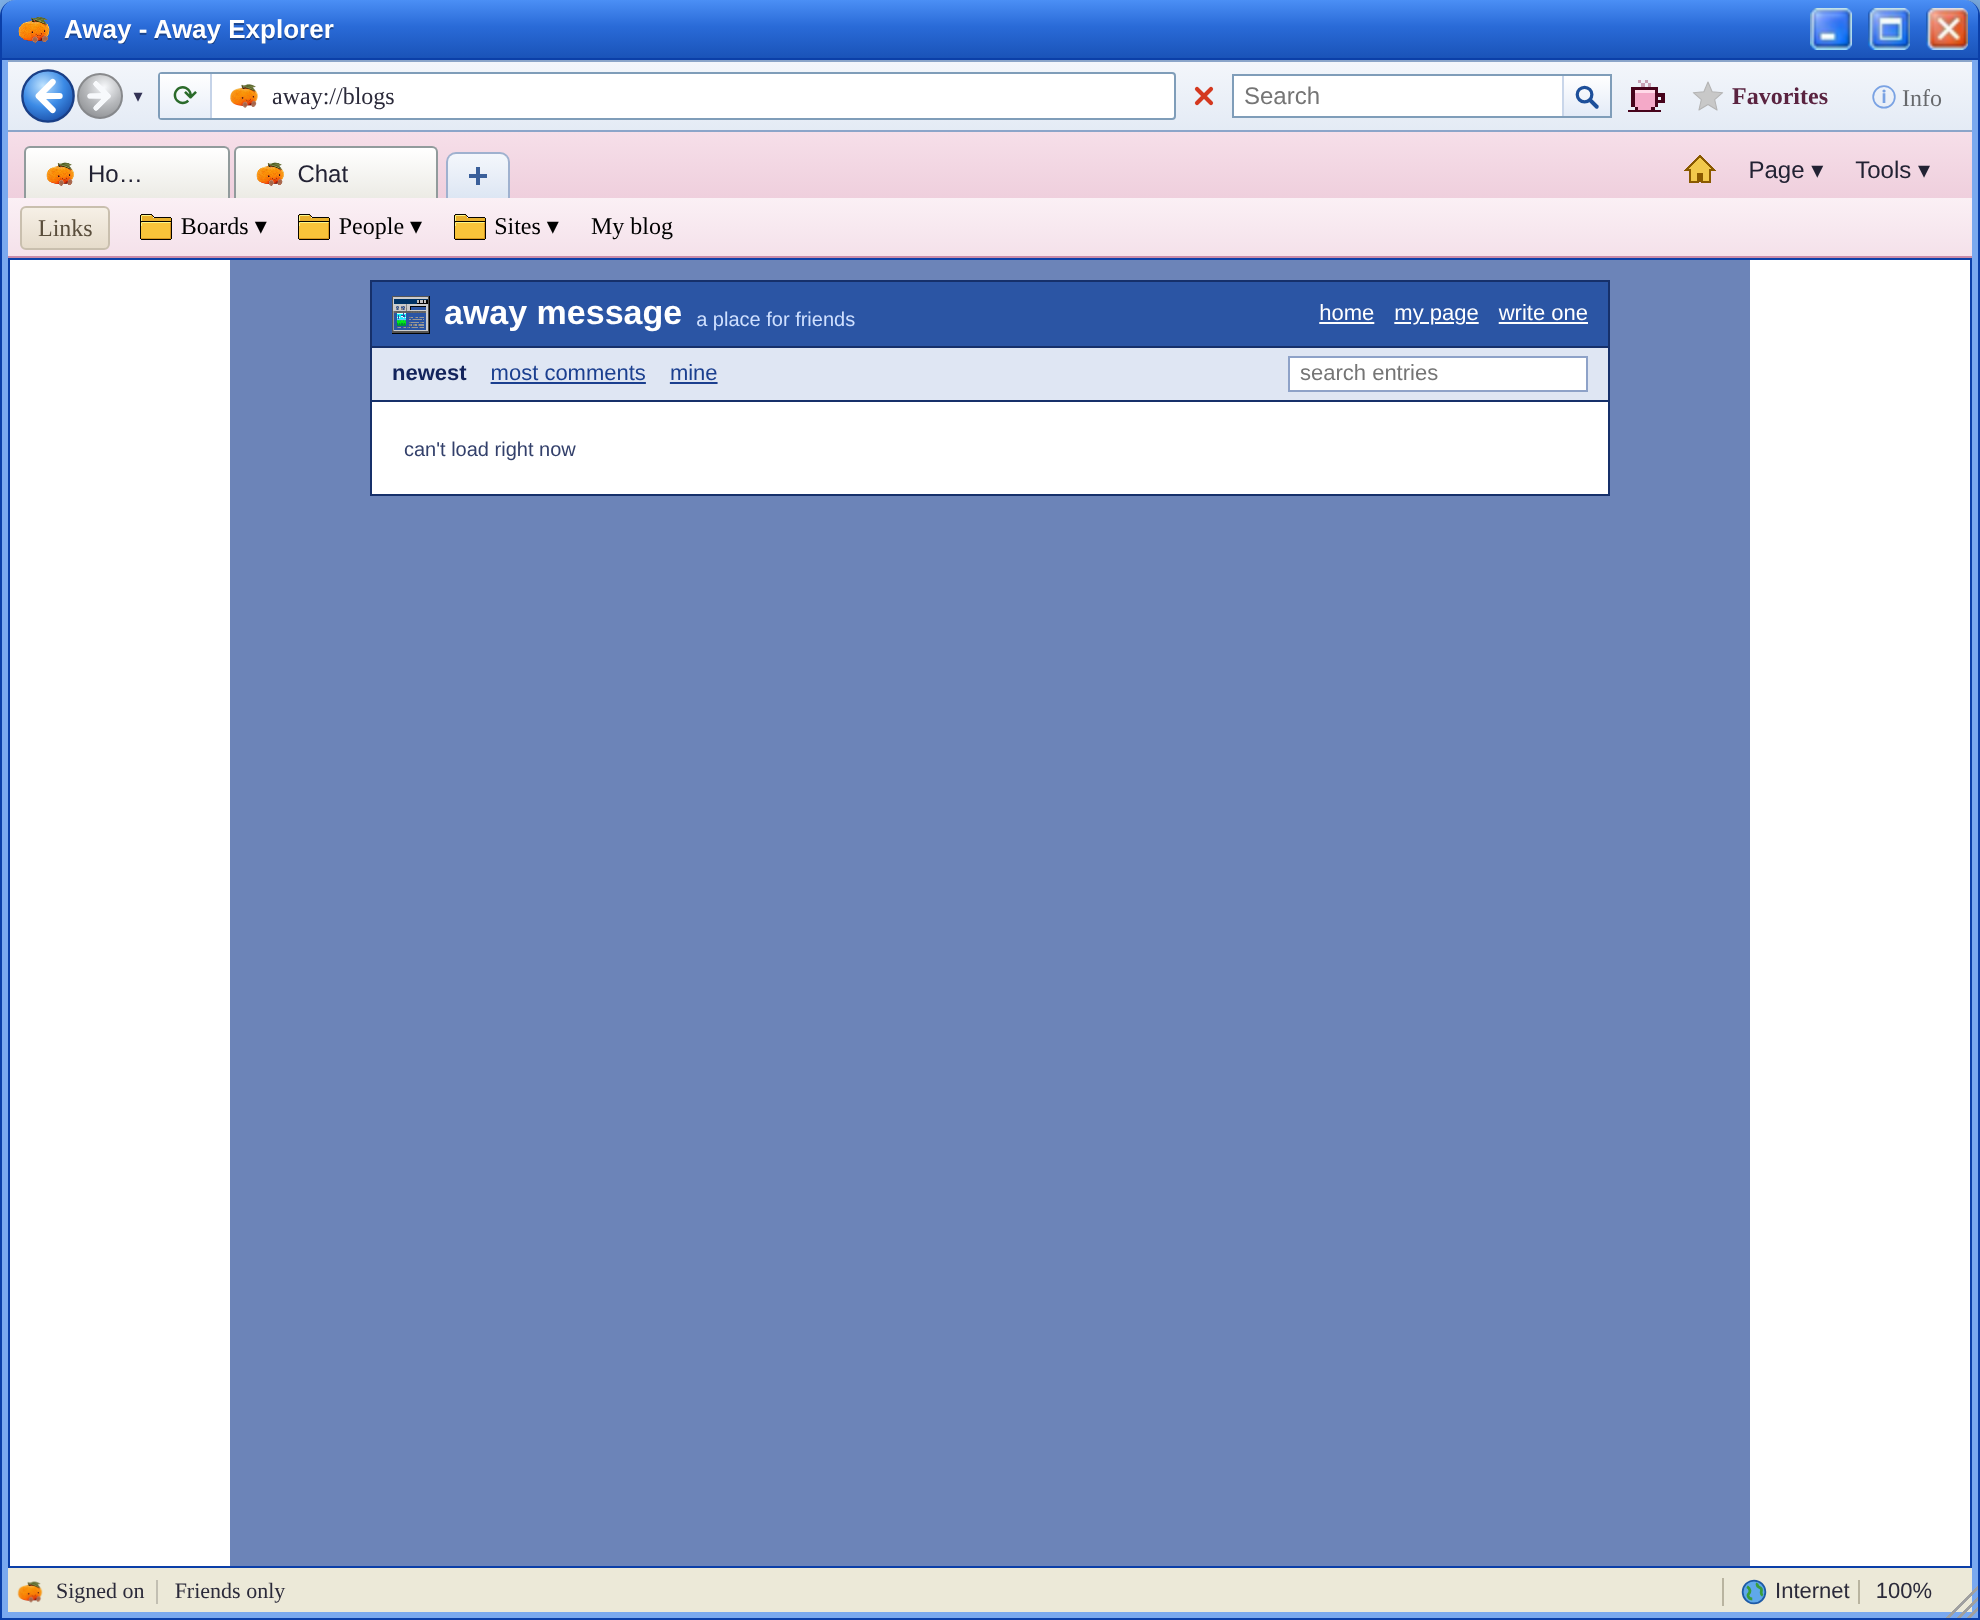 Away - Away Explorer
away://blogs
Search
Favorites
Info
Ho…
Chat
Page ▾
Tools ▾
Links
Boards ▾
People ▾
Sites ▾
My blog
away message a place for friends
home my page write one
newest most comments mine
search entries
can't load right now
Signed on
Friends only
Internet
100%